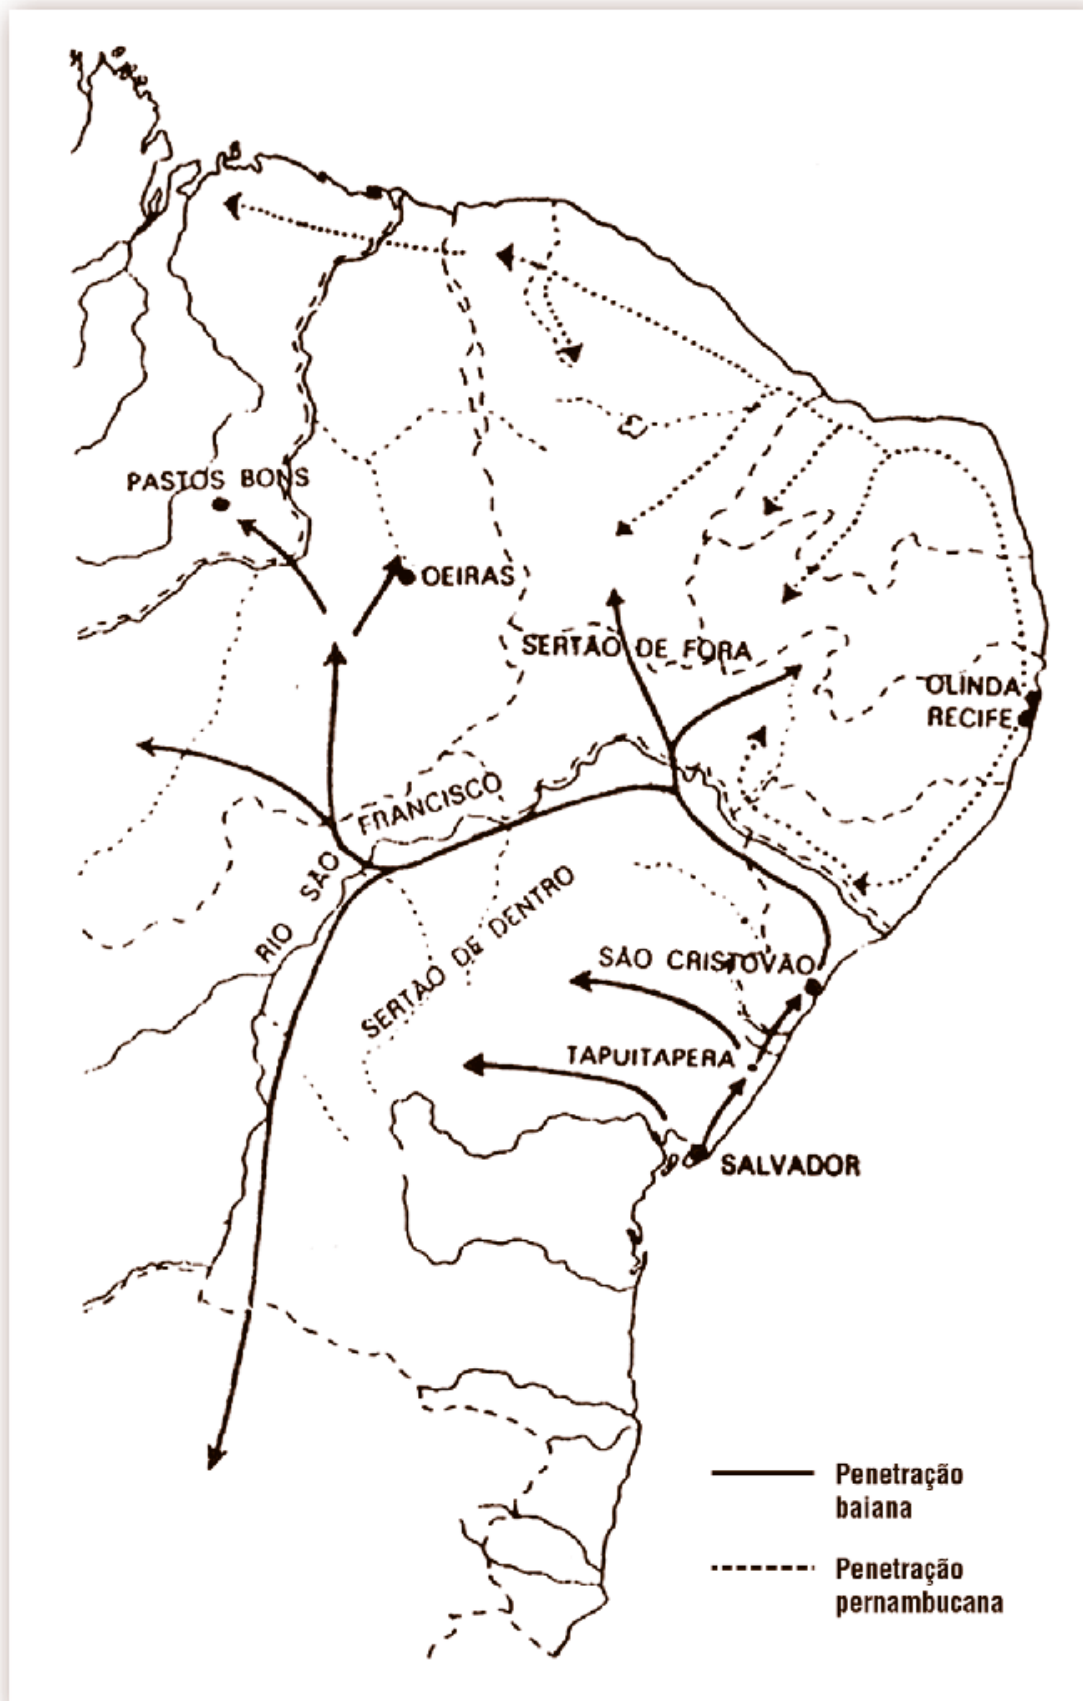 PASTOS BONS
OEIRAS
SERTÃO DE FORA
OLINDA
RECIFE
RIO SÃO FRANCISCO
SERTÃO DE DENTRO
SÃO CRISTOVÃO
TAPUITAPERA
SALVADOR
Penetração
baiana
Penetração
pernambucana